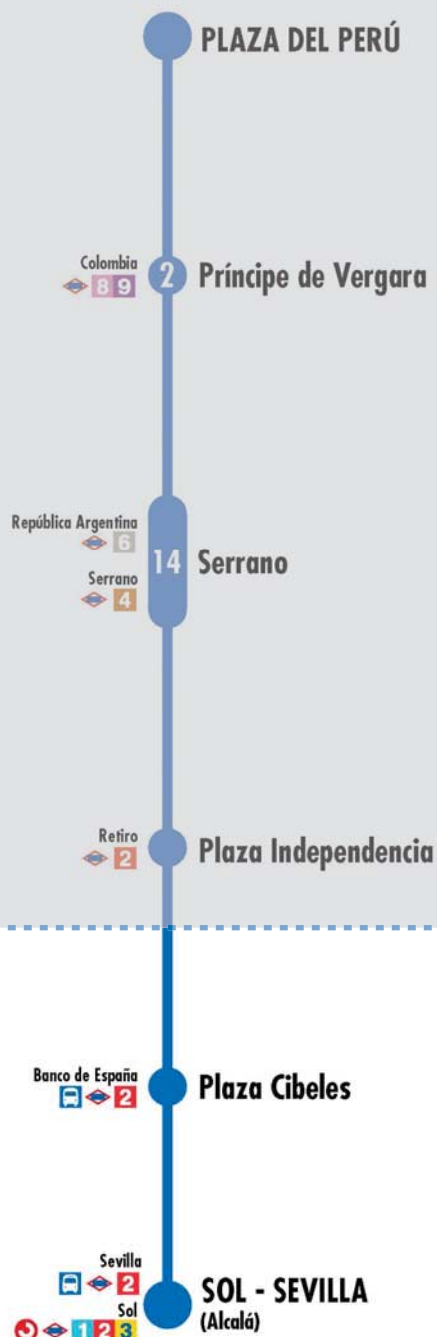 PLAZA DEL PERÚ
Colombia
8 9
2
Príncipe de Vergara
República Argentina
6
14
Serrano
Serrano
4
Retiro
2
Plaza Independencia
Banco de España
2
Plaza Cibeles
Sevilla
2
SOL - SEVILLA
Sol
1 2 3
(Alcalá)